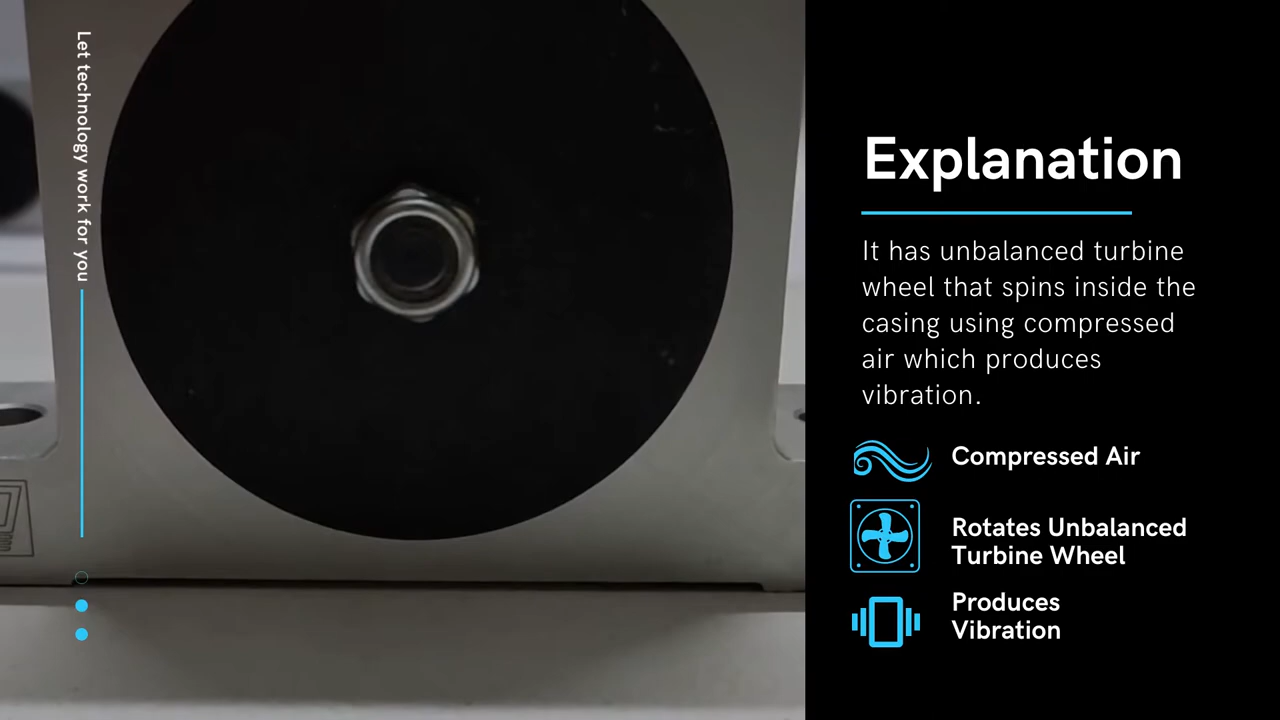 Let technology work for you
Explanation
It has unbalanced turbine
wheel that spins inside the
casing using compressed
air which produces
vibration.
Compressed Air
Rotates Unbalanced
Turbine Wheel
Produces
Vibration